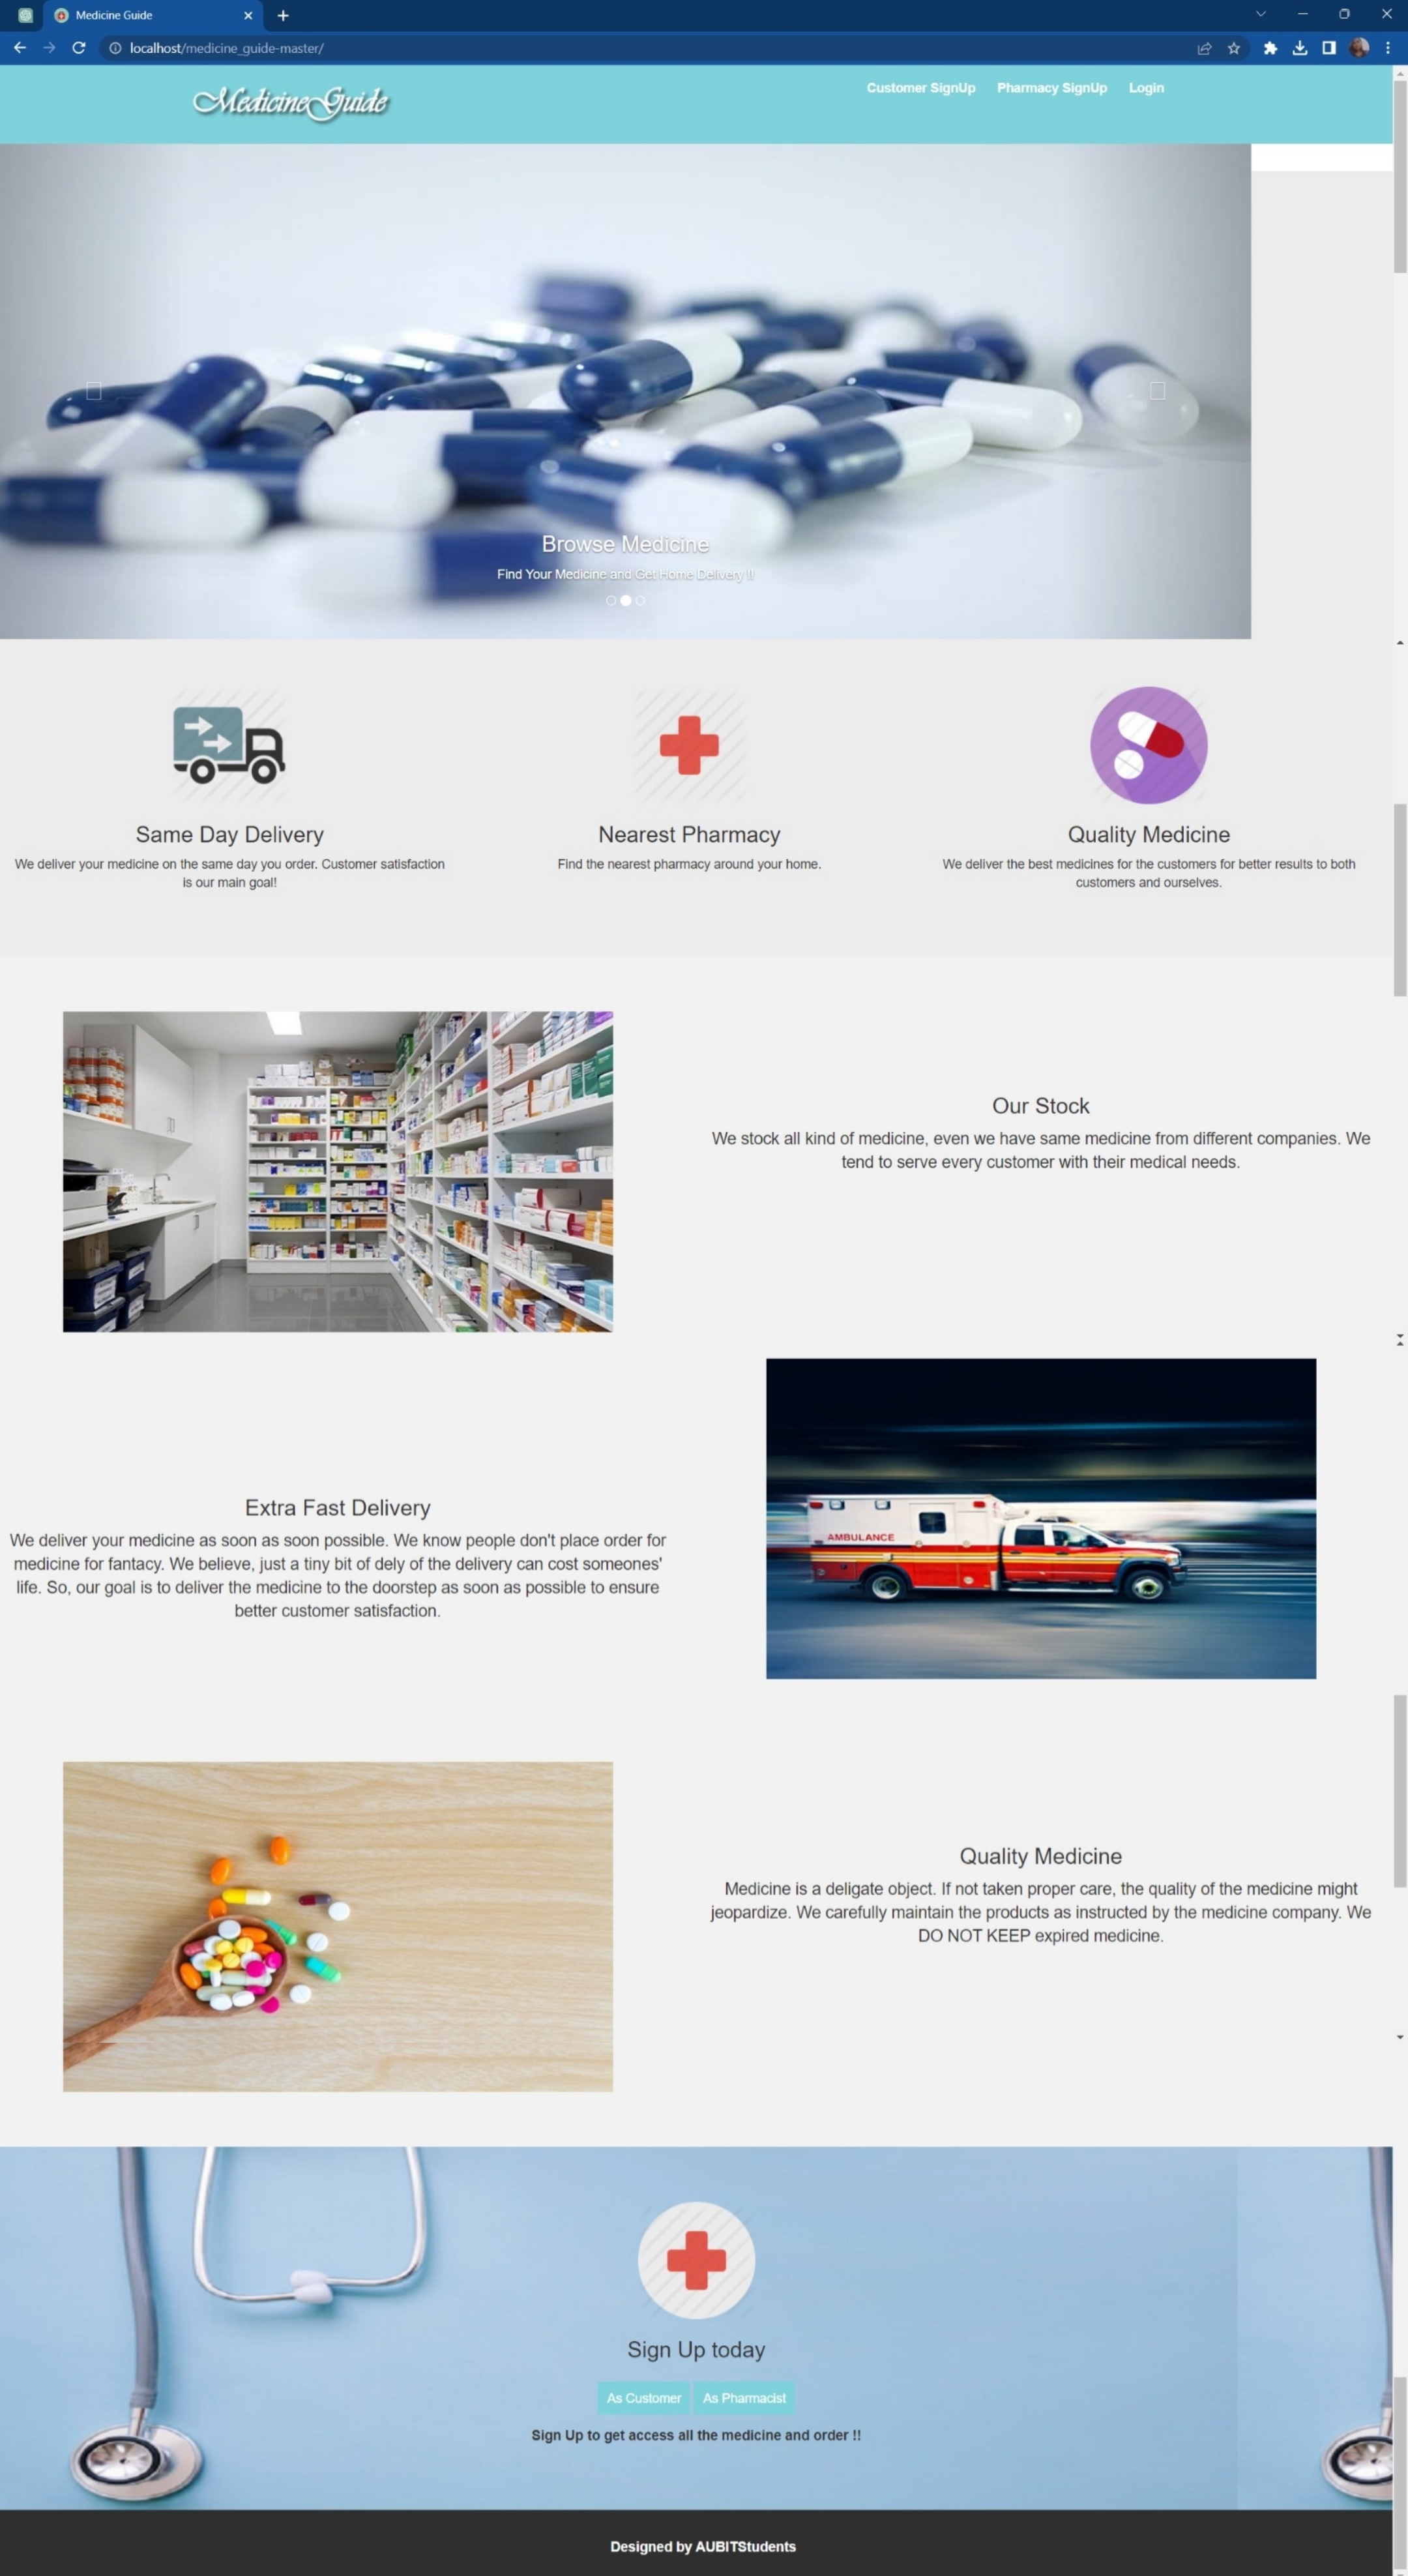 Medicine Guide
localhost/medicine_guide-master/
MedicineGuide
Customer SignUp Pharmacy SignUp Login
Browse Medicine
Find Your Medicine and Get Home Delivery !!
Same Day Delivery
We deliver your medicine on the same day you order. Customer satisfaction
is our main goal!
Nearest Pharmacy
Find the nearest pharmacy around your home.
Quality Medicine
We deliver the best medicines for the customers for better results to both
customers and ourselves.
Our Stock
We stock all kind of medicine, even we have same medicine from different companies. We
tend to serve every customer with their medical needs.
Extra Fast Delivery
We deliver your medicine as soon as soon possible. We know people don't place order for
medicine for fantacy. We believe, just a tiny bit of dely of the delivery can cost someones'
life. So, our goal is to deliver the medicine to the doorstep as soon as possible to ensure
better customer satisfaction.
AMBULANCE
Quality Medicine
Medicine is a deligate object. If not taken proper care, the quality of the medicine might
jeopardize. We carefully maintain the products as instructed by the medicine company. We
DO NOT KEEP expired medicine.
Sign Up today
As Customer As Pharmacist
Sign Up to get access all the medicine and order !!
Designed by AUBITStudents